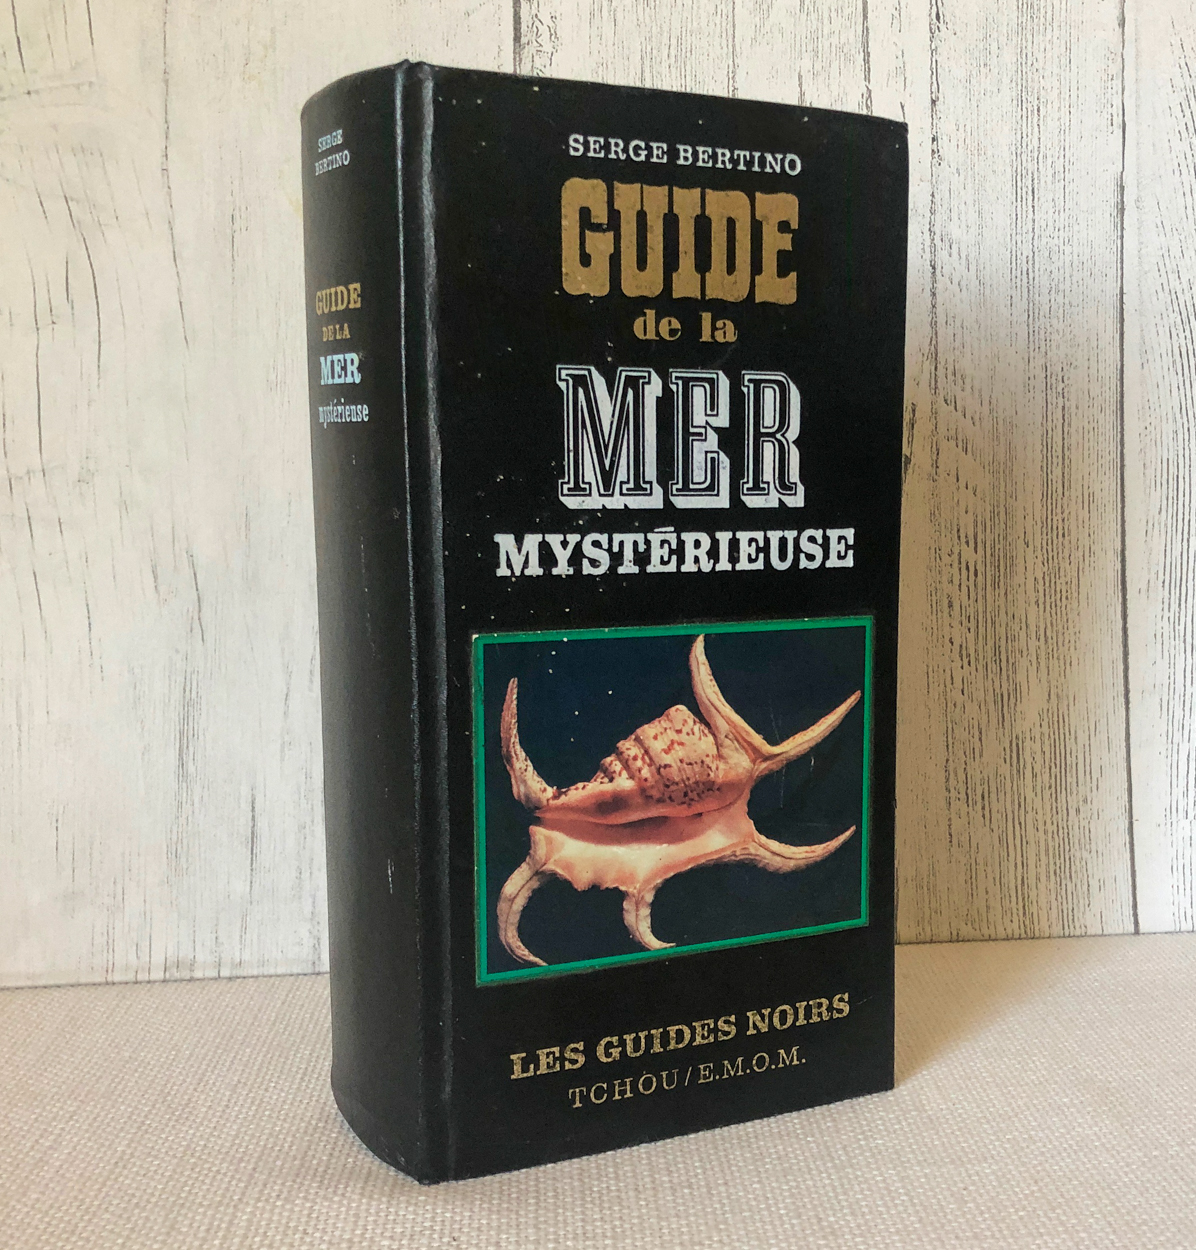 SERGE
BERTINO
GUIDE
DE LA
MER
mystérieuse
SERGE BERTINO
GUIDE
de la
MER
MYSTÉRIEUSE
LES GUIDES NOIRS
TCHOU/E.M.O.M.